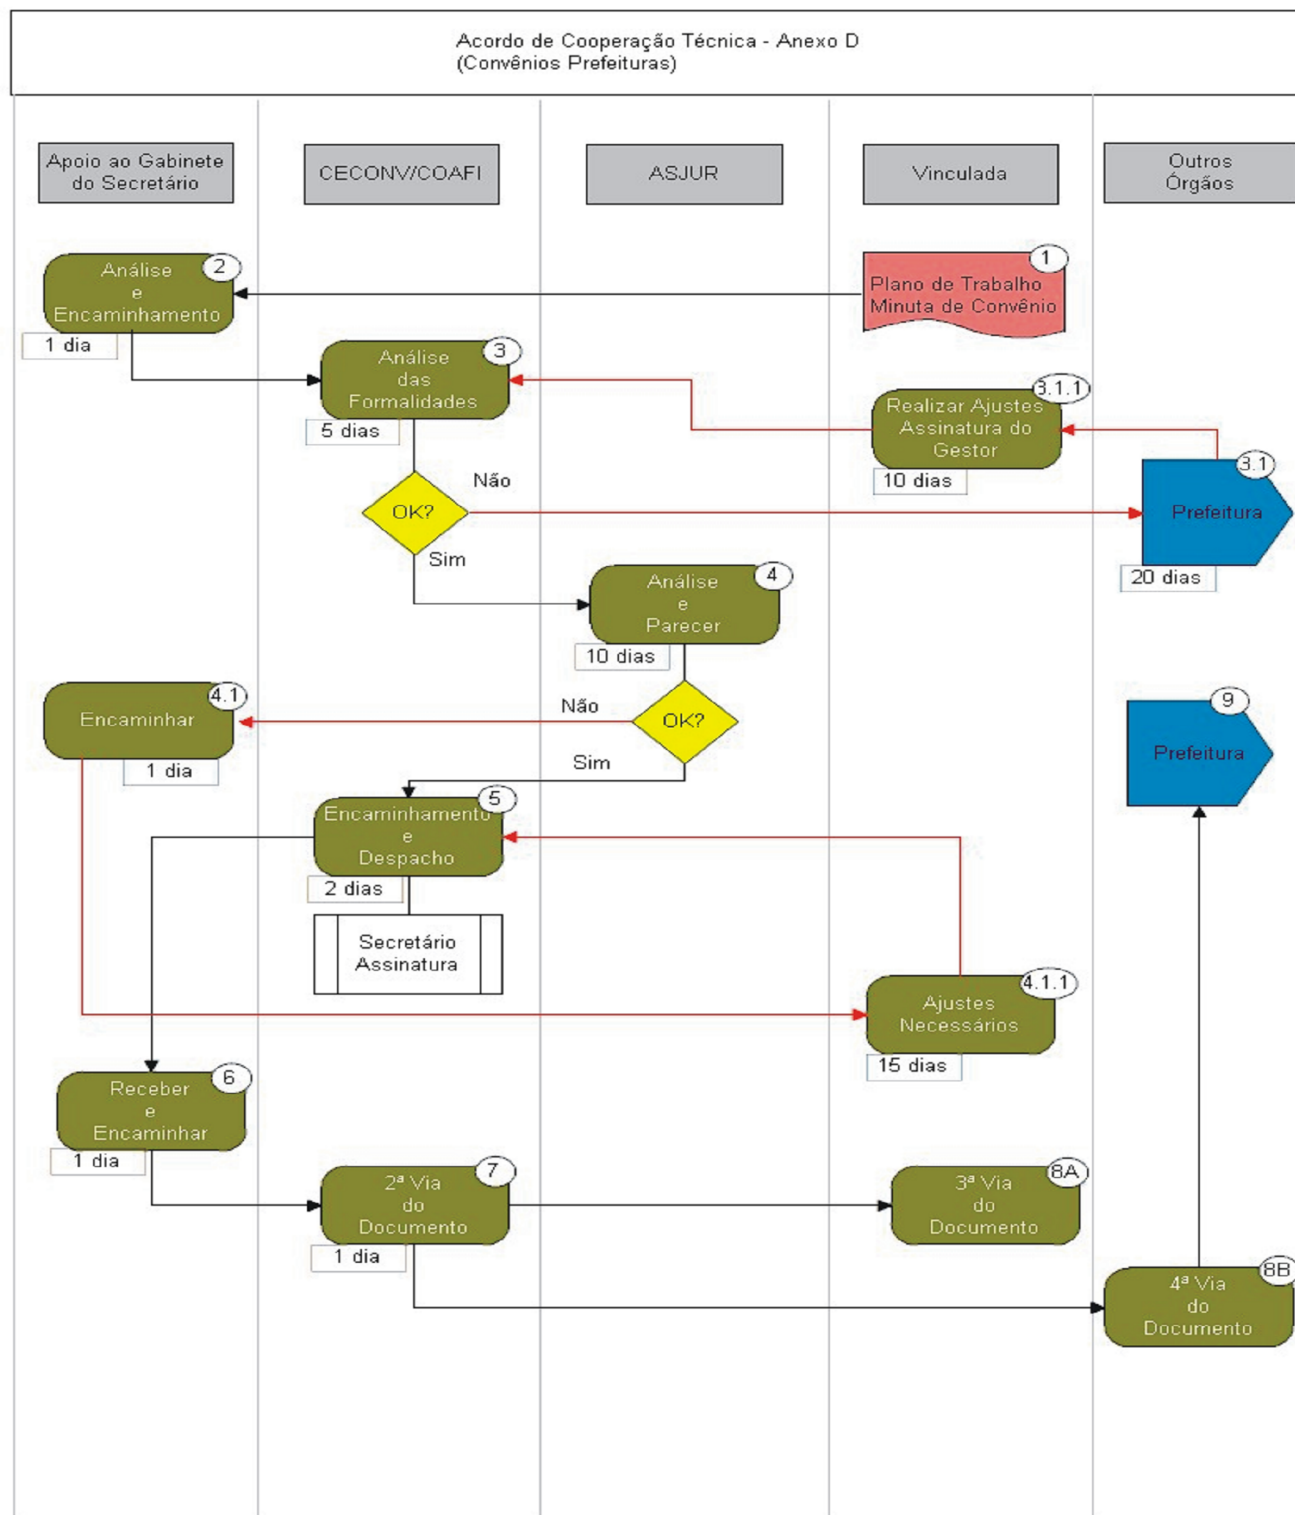 Acordo de Cooperação Técnica - Anexo D
(Convênios Prefeituras)
Apoio ao Gabinete
do Secretário
CECONV/COAFI
ASJUR
Vinculada
Outros
Órgãos
2
Análise
e
Encaminhamento
1 dia
1
Plano de Trabalho
Minuta de Convênio
3
Análise
das
Formalidades
5 dias
3.1.1
Realizar Ajustes
Assinatura do
Gestor
10 dias
3.1
Prefeitura
20 dias
OK?
Não
Sim
4
Análise
e
Parecer
10 dias
4.1
Encaminhar
1 dia
Não
OK?
Sim
9
Prefeitura
5
Encaminhamento
e
Despacho
2 dias
Secretário
Assinatura
4.1.1
Ajustes
Necessários
15 dias
6
Receber
e
Encaminhar
1 dia
7
2ª Via
do
Documento
1 dia
8A
3ª Via
do
Documento
8B
4ª Via
do
Documento